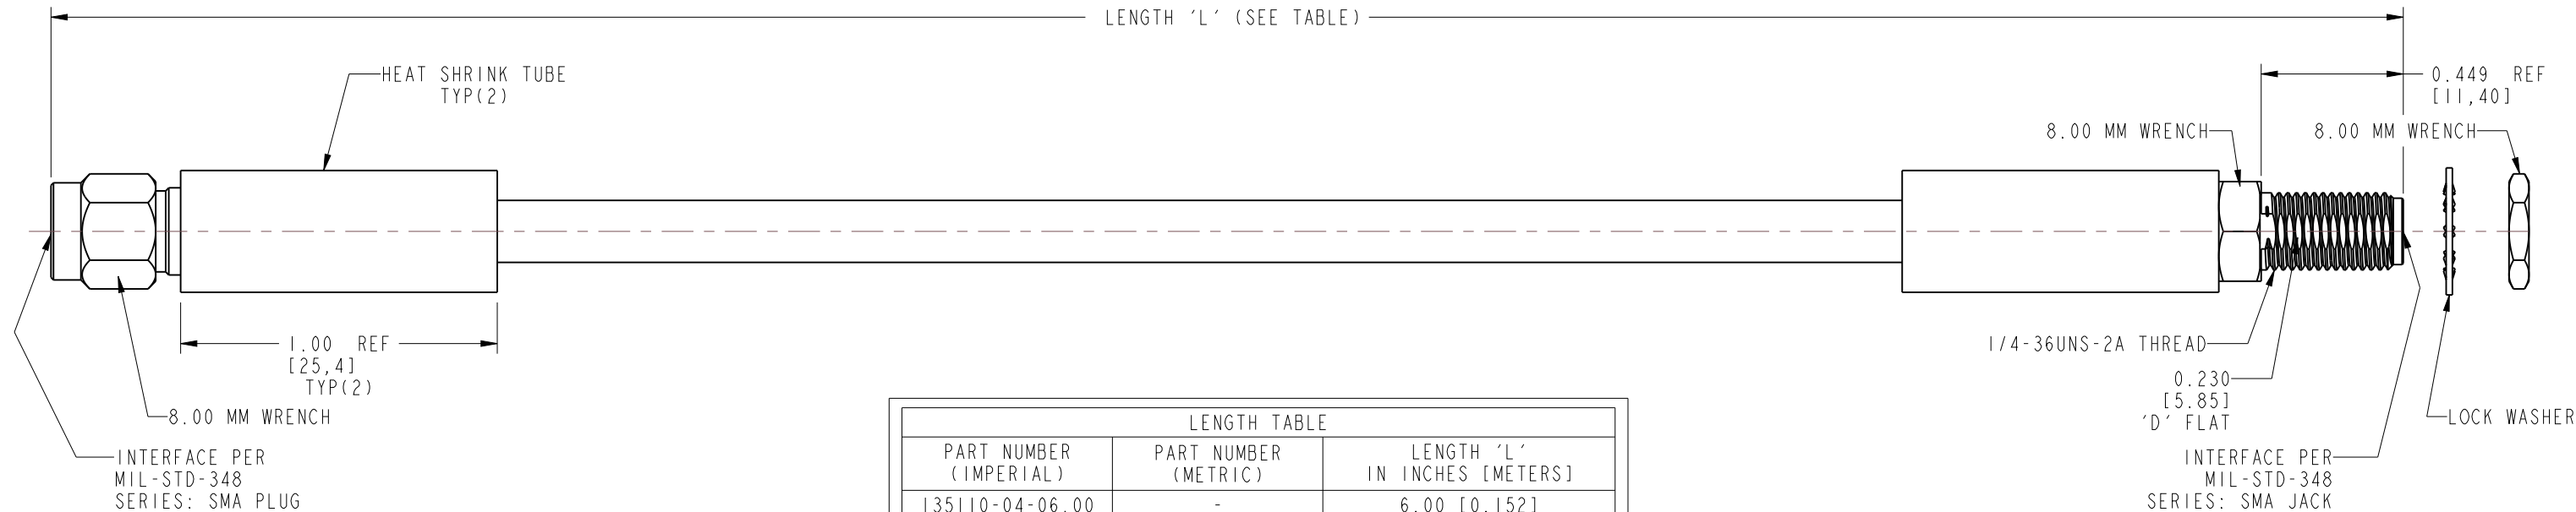 LENGTH 'L' (SEE TABLE)
HEAT SHRINK TUBE
TYP(2)
0.449 REF
[11,40]
8.00 MM WRENCH
8.00 MM WRENCH
1.00 REF
[25,4]
TYP(2)
8.00 MM WRENCH
INTERFACE PER
MIL-STD-348
SERIES: SMA PLUG
1/4-36UNS-2A THREAD
0.230
[5.85]
'D' FLAT
LOCK WASHER
INTERFACE PER
MIL-STD-348
SERIES: SMA JACK
LENGTH TABLE
PART NUMBER
(IMPERIAL)
PART NUMBER
(METRIC)
LENGTH 'L'
IN INCHES [METERS]
135110-04-06.00 - 6.00 [0.152]